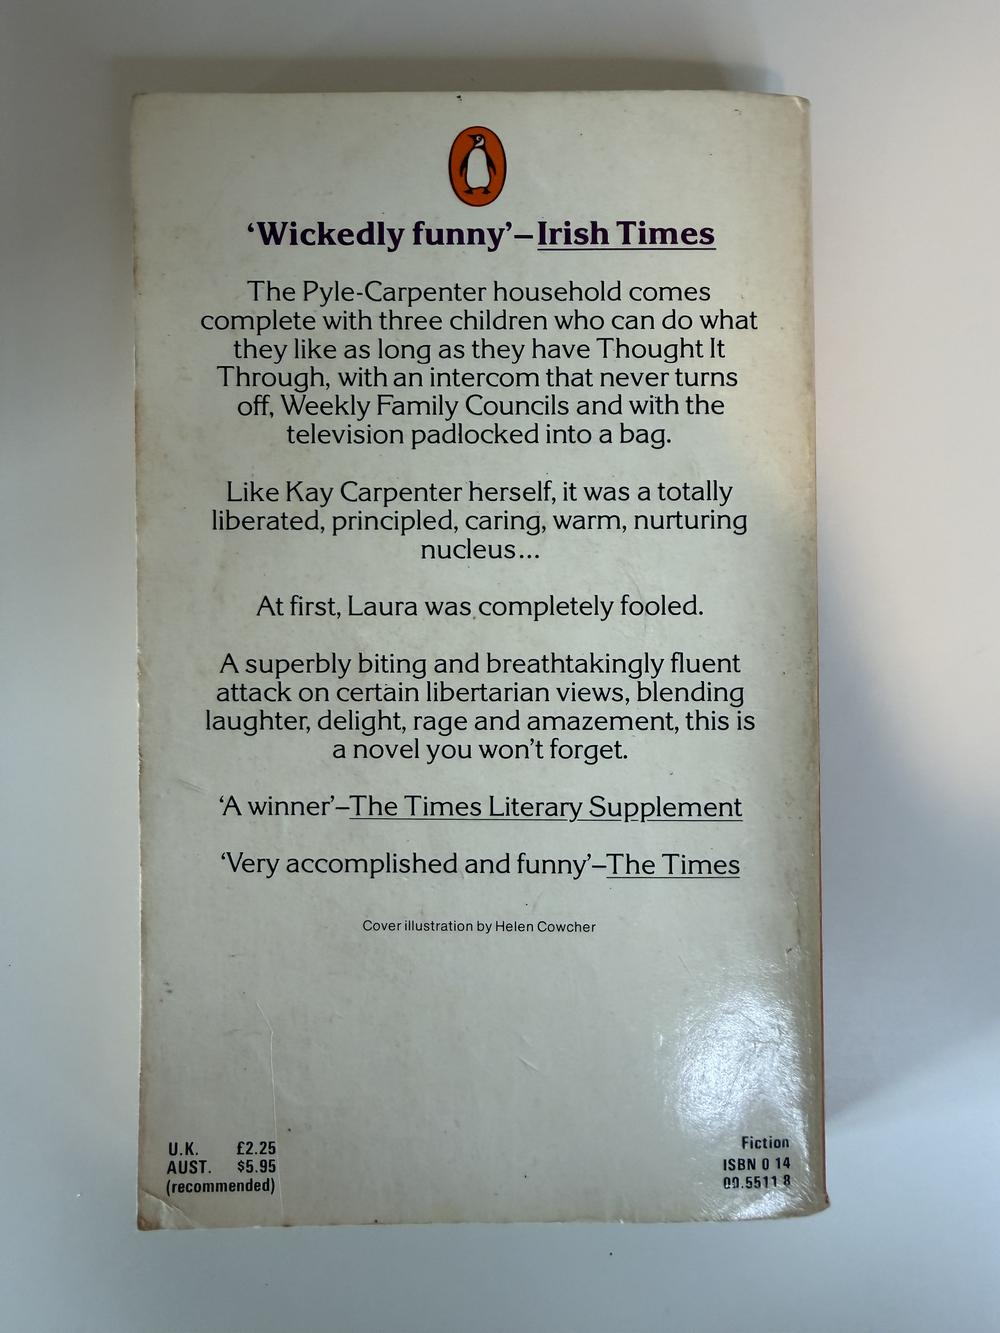 ‘Wickedly funny’–Irish Times
The Pyle-Carpenter household comes
complete with three children who can do what
they like as long as they have Thought It
Through, with an intercom that never turns
off, Weekly Family Councils and with the
television padlocked into a bag.
Like Kay Carpenter herself, it was a totally
liberated, principled, caring, warm, nurturing
nucleus...
At first, Laura was completely fooled.
A superbly biting and breathtakingly fluent
attack on certain libertarian views, blending
laughter, delight, rage and amazement, this is
a novel you won’t forget.
‘A winner’–The Times Literary Supplement
‘Very accomplished and funny’–The Times
Cover illustration by Helen Cowcher
U.K. £2.25
AUST. $5.95
(recommended)
Fiction
ISBN 0 14
00.5511 8